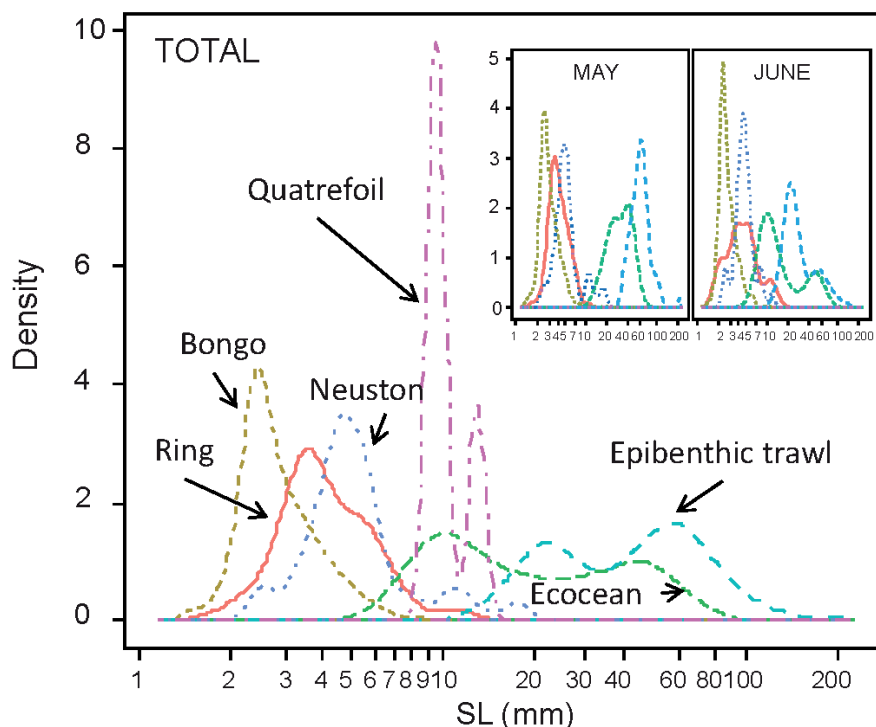 TOTAL
MAY
JUNE
Quatrefoil
Bongo
Neuston
Ring
Epibenthic trawl
Ecocean
Density
10
8
6
4
2
0
1 2 3 4 5 6 7 8 9 10 20 30 40 60 80 100 200
SL (mm)
5
4
3
2
1
0
1 2 3 4 5 7 10 20 40 60 100 200
1 2 3 4 5 7 10 20 40 60 100 200